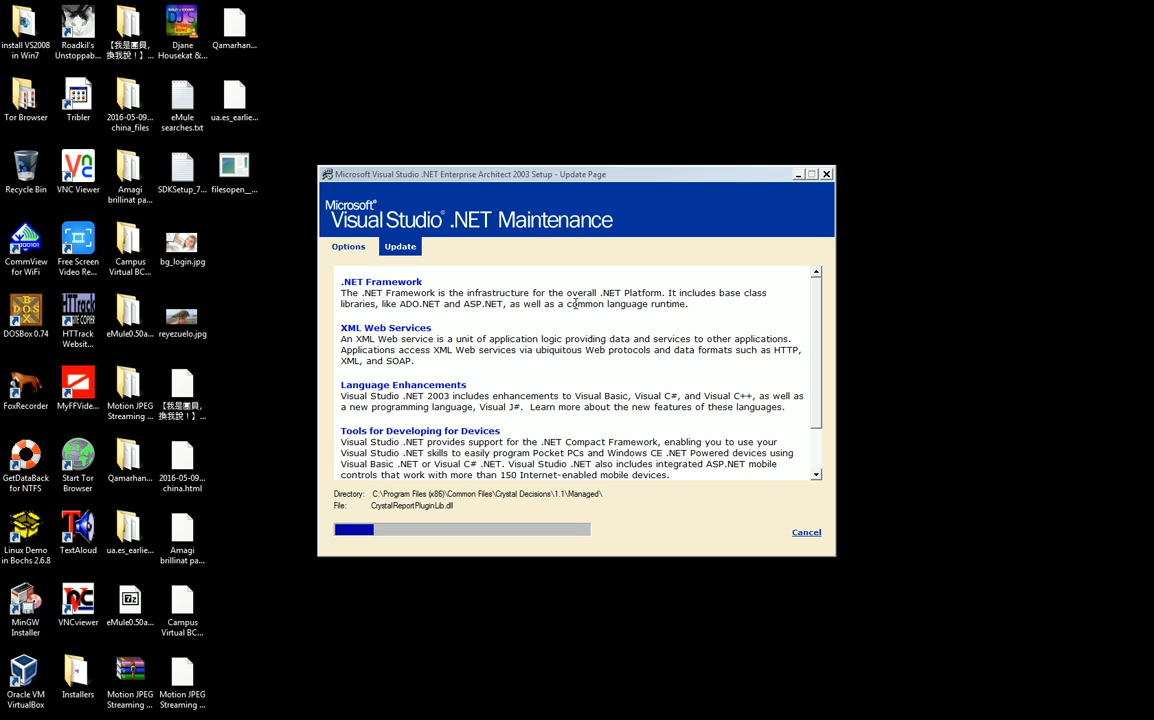 install VS2008
in Win7
Roadkil's
Unstoppab...
【我是圖貝,
換我說！】...
Djane
Housekat &...
Qamarhan...
Tor Browser
Tribler
2016-05-09...
china_files
eMule
searches.txt
ua.es_earlie...
Recycle Bin
VNC Viewer
Amagi
brillinat pa...
SDKSetup_7...
filesopen__...
CommView
for WiFi
Free Screen
Video Re...
Campus
Virtual BC...
bg_login.jpg
DOSBox 0.74
HTTrack
Websit...
eMule0.50a...
reyezuelo.jpg
FoxRecorder
MyFFVide...
Motion JPEG
Streaming ...
換我說！】...
GetDataBack
for NTFS
Start Tor
Browser
Qamarhan...
2016-05-09...
china.html
Linux Demo
in Bochs 2.6.8
TextAloud
ua.es_earlie...
Amagi
brillinat pa...
MinGW
Installer
VNCviewer
eMule0.50a...
Campus
Virtual BC...
Oracle VM
VirtualBox
Installers
Motion JPEG
Streaming ...
Motion JPEG
Streaming ...
Microsoft Visual Studio .NET Enterprise Architect 2003 Setup - Update Page
Microsoft®
Visual Studio® .NET Maintenance
Options
Update
.NET Framework
The .NET Framework is the infrastructure for the overall .NET Platform. It includes base class
libraries, like ADO.NET and ASP.NET, as well as a common language runtime.
XML Web Services
An XML Web service is a unit of application logic providing data and services to other applications.
Applications access XML Web services via ubiquitous Web protocols and data formats such as HTTP,
XML, and SOAP.
Language Enhancements
Visual Studio .NET 2003 includes enhancements to Visual Basic, Visual C#, and Visual C++, as well as
a new programming language, Visual J#. Learn more about the new features of these languages.
Tools for Developing for Devices
Visual Studio .NET provides support for the .NET Compact Framework, enabling you to use your
Visual Studio .NET skills to easily program Pocket PCs and Windows CE .NET Powered devices using
Visual Basic .NET or Visual C# .NET. Visual Studio .NET also includes integrated ASP.NET mobile
controls that work with more than 150 Internet-enabled mobile devices.
Directory: C:\Program Files (x86)\Common Files\Crystal Decisions\1.1\Managed\
File: CrystalReportPluginLib.dll
Cancel